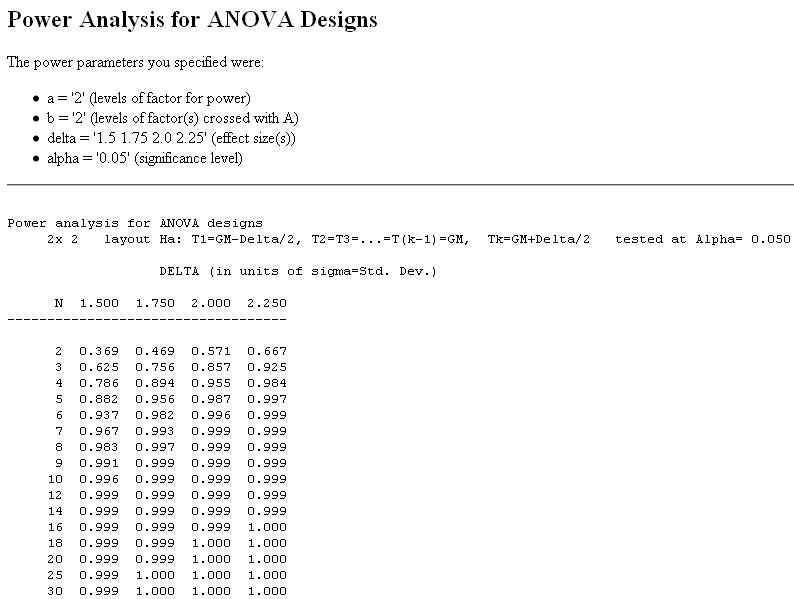 Power Analysis for ANOVA Designs
The power parameters you specified were:
• a = '2' (levels of factor for power)
• b = '2' (levels of factor(s) crossed with A)
• delta = '1.5 1.75 2.0 2.25' (effect size(s))
• alpha = '0.05' (significance level)
Power analysis for ANOVA designs
2x 2 layout Ha: T1=GM-Delta/2, T2=T3=...=T(k-1)=GM, Tk=GM+Delta/2 tested at Alpha= 0.050
DELTA (in units of sigma=Std. Dev.)
N 1.500 1.750 2.000 2.250
-----------------------------------
2 0.369 0.469 0.571 0.667
3 0.625 0.756 0.857 0.925
4 0.786 0.894 0.955 0.984
5 0.882 0.956 0.987 0.997
6 0.937 0.982 0.996 0.999
7 0.967 0.993 0.999 0.999
8 0.983 0.997 0.999 0.999
9 0.991 0.999 0.999 0.999
10 0.996 0.999 0.999 0.999
12 0.999 0.999 0.999 0.999
14 0.999 0.999 0.999 0.999
16 0.999 0.999 0.999 1.000
18 0.999 0.999 1.000 1.000
20 0.999 0.999 1.000 1.000
25 0.999 1.000 1.000 1.000
30 0.999 1.000 1.000 1.000